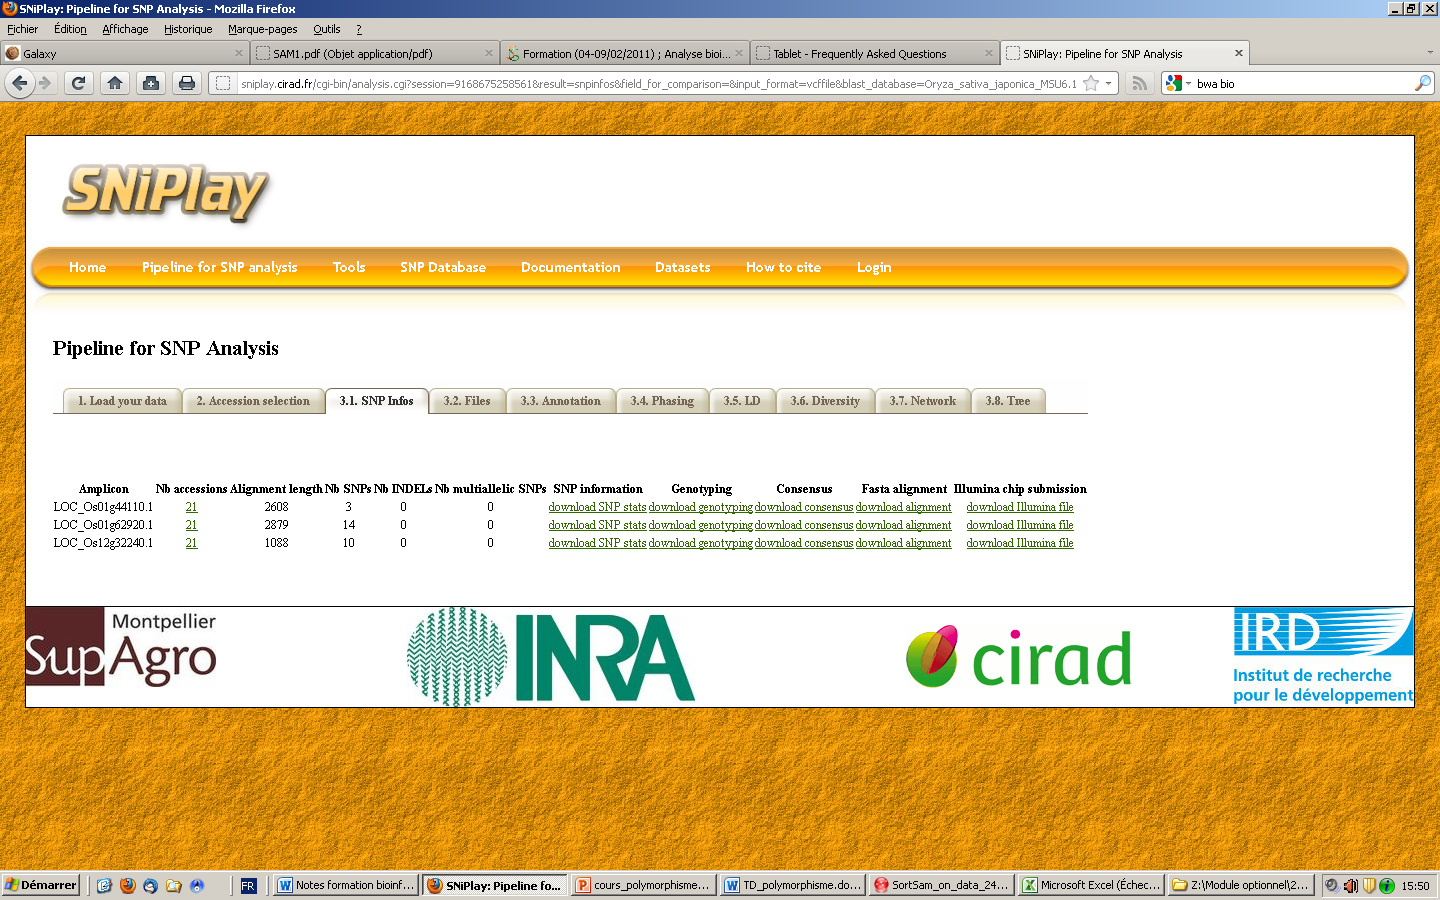 SNiPlay: Pipeline for SNP Analysis - Mozilla Firefox
Fichier Édition Affichage Historique Marque-pages Outils ?
Galaxy SAM1.pdf (Objet application/pdf) Formation (04-09/02/2011) ; Analyse bioi... Tablet - Frequently Asked Questions SNiPlay: Pipeline for SNP Analysis
sniplay.cirad.fr/cgi-bin/analysis.cgi?session=9168675258561&result=snpinfos&field_for_comparison=&input_format=vcffile&blast_database=Oryza_sativa_japonica_MSU6.1 bwa bio
SNiPlay
Home Pipeline for SNP analysis Tools SNP Database Documentation Datasets How to cite Login
Pipeline for SNP Analysis
1. Load your data 2. Accession selection 3.1. SNP Infos 3.2. Files 3.3. Annotation 3.4. Phasing 3.5. LD 3.6. Diversity 3.7. Network 3.8. Tree
Amplicon Nb accessions Alignment length Nb SNPs Nb INDELs Nb multiallelic SNPs SNP information Genotyping Consensus Fasta alignment Illumina chip submission
LOC_Os01g44110.1 21 2608 3 0 0 download SNP stats download genotyping download consensus download alignment download Illumina file
LOC_Os01g62920.1 21 2879 14 0 0 download SNP stats download genotyping download consensus download alignment download Illumina file
LOC_Os12g32240.1 21 1088 10 0 0 download SNP stats download genotyping download consensus download alignment download Illumina file
Montpellier
SupAgro
INRA
cirad
IRD
Institut de recherche
pour le développement
Démarrer FR Notes formation bioinf... SNiPlay: Pipeline fo... cours_polymorphisme... TD_polymorphisme.do... SortSam_on_data_24... Microsoft Excel (Échec... Z:\Module optionnel\2... 15:50